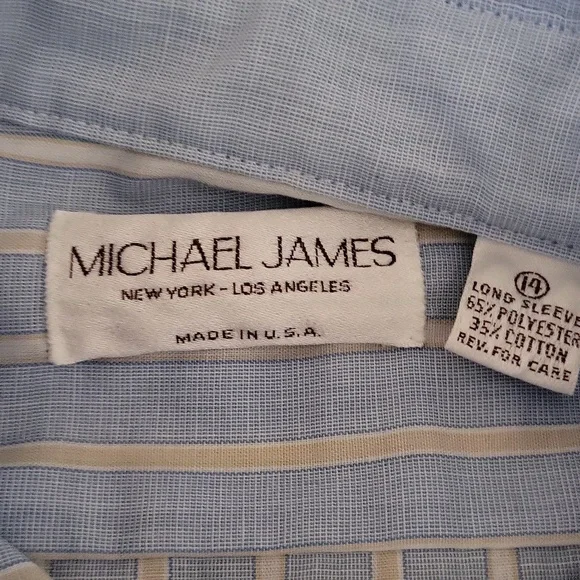 MICHAEL JAMES
NEW YORK - LOS ANGELES
MADE IN U.S.A.
14
LONG SLEEVE
65% POLYESTER
35% COTTON
REV. FOR CARE